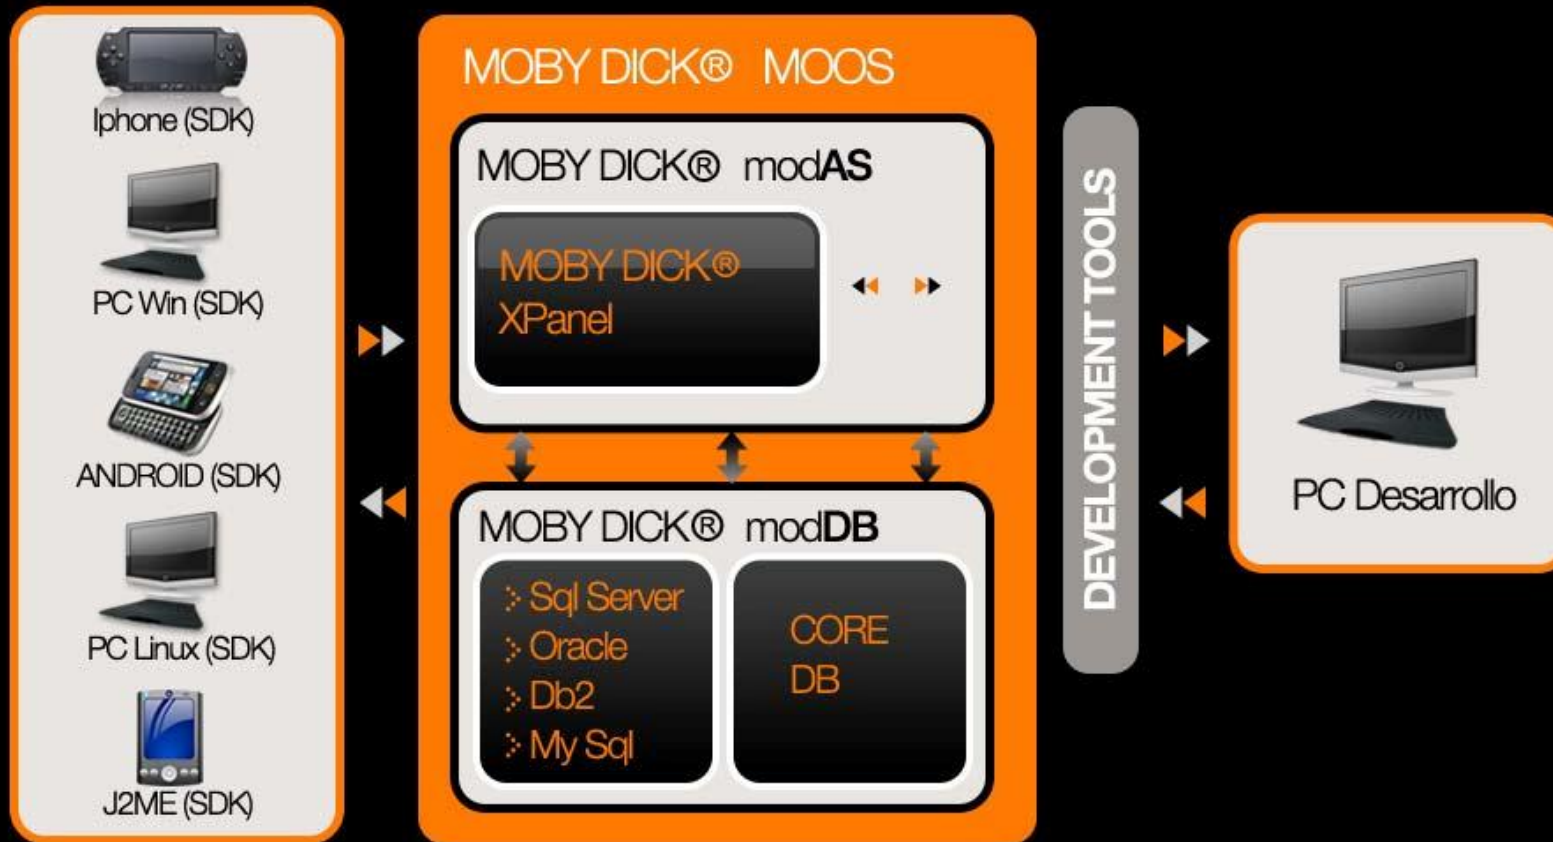 Iphone (SDK)
PC Win (SDK)
ANDROID (SDK)
PC Linux (SDK)
J2ME (SDK)
MOBY DICK® MOOS
MOBY DICK® modAS
MOBY DICK®
XPanel
MOBY DICK® modDB
Sql Server
Oracle
Db2
My Sql
CORE
DB
DEVELOPMENT TOOLS
PC Desarrollo